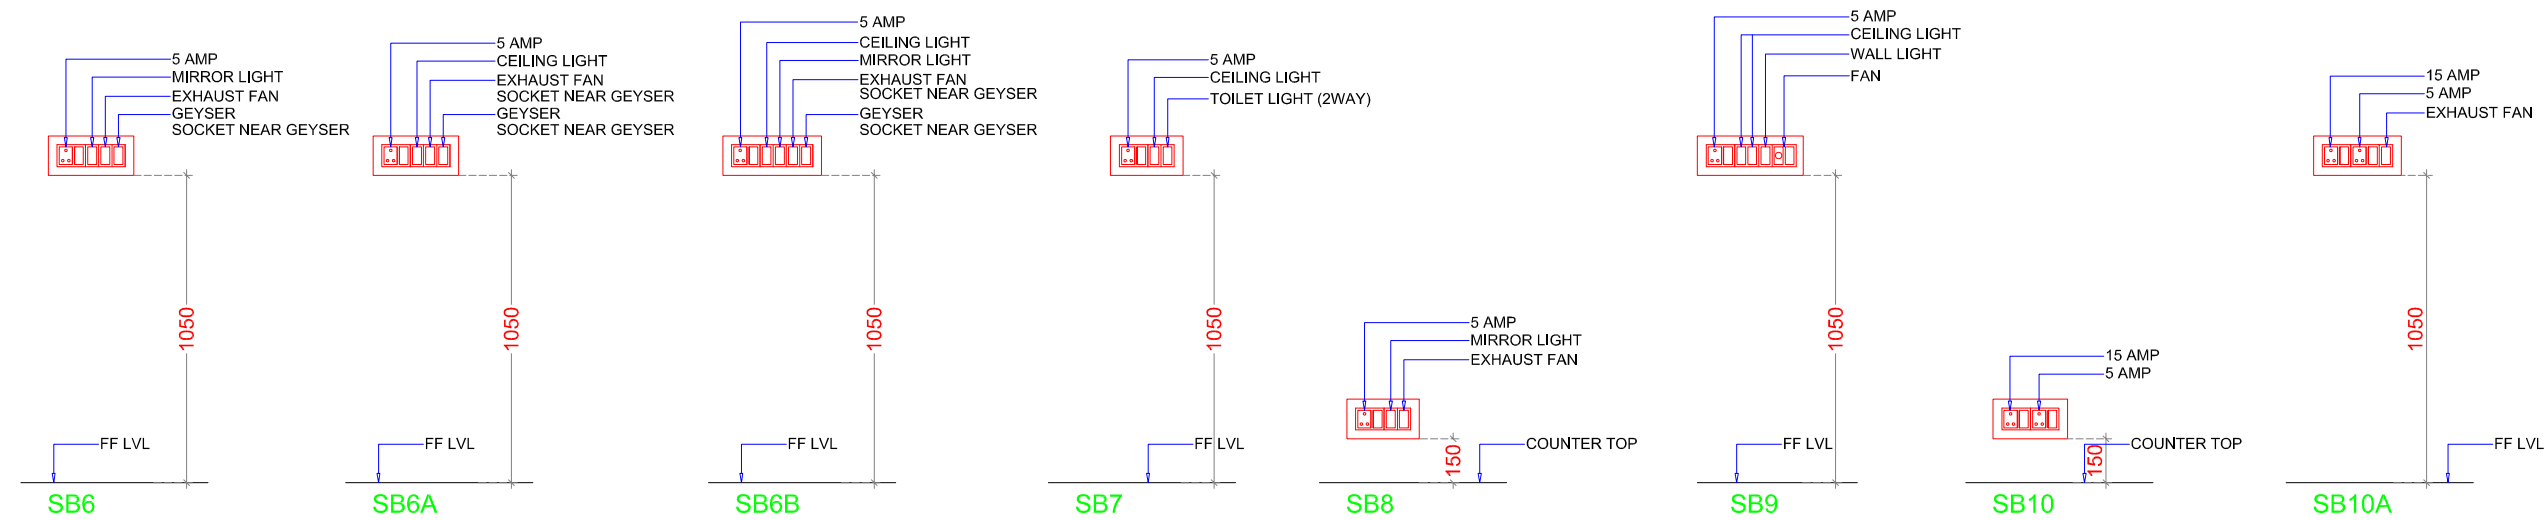 5 AMP
MIRROR LIGHT
EXHAUST FAN
GEYSER
SOCKET NEAR GEYSER
1050
FF LVL
SB6
5 AMP
CEILING LIGHT
EXHAUST FAN
SOCKET NEAR GEYSER
GEYSER
SOCKET NEAR GEYSER
1050
FF LVL
SB6A
5 AMP
CEILING LIGHT
MIRROR LIGHT
EXHAUST FAN
SOCKET NEAR GEYSER
GEYSER
SOCKET NEAR GEYSER
1050
FF LVL
SB6B
5 AMP
CEILING LIGHT
TOILET LIGHT (2WAY)
1050
FF LVL
SB7
5 AMP
MIRROR LIGHT
EXHAUST FAN
150
COUNTER TOP
SB8
5 AMP
CEILING LIGHT
WALL LIGHT
FAN
1050
FF LVL
SB9
15 AMP
5 AMP
150
COUNTER TOP
SB10
15 AMP
5 AMP
EXHAUST FAN
1050
FF LVL
SB10A